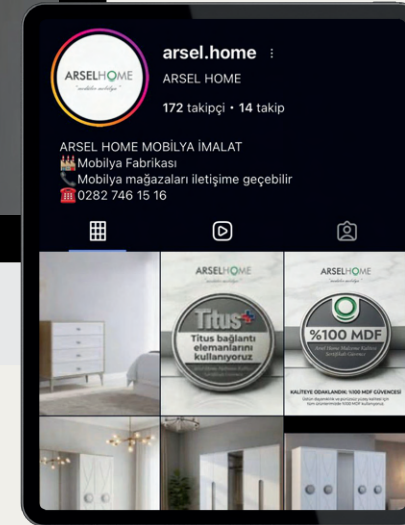 ARSELHOME
"modüler mobilya"
arsel.home
ARSEL HOME
172 takipçi • 14 takip
ARSEL HOME MOBİLYA İMALAT
Mobilya Fabrikası
Mobilya mağazaları iletişime geçebilir
0282 746 15 16
ARSELHOME
Titus+
Titus bağlantı
elemanlarını
kullanıyoruz
ARSELHOME
%100 MDF
KALİTEYE ODAKLANDIK. %100 MDF GÜVENCESİ